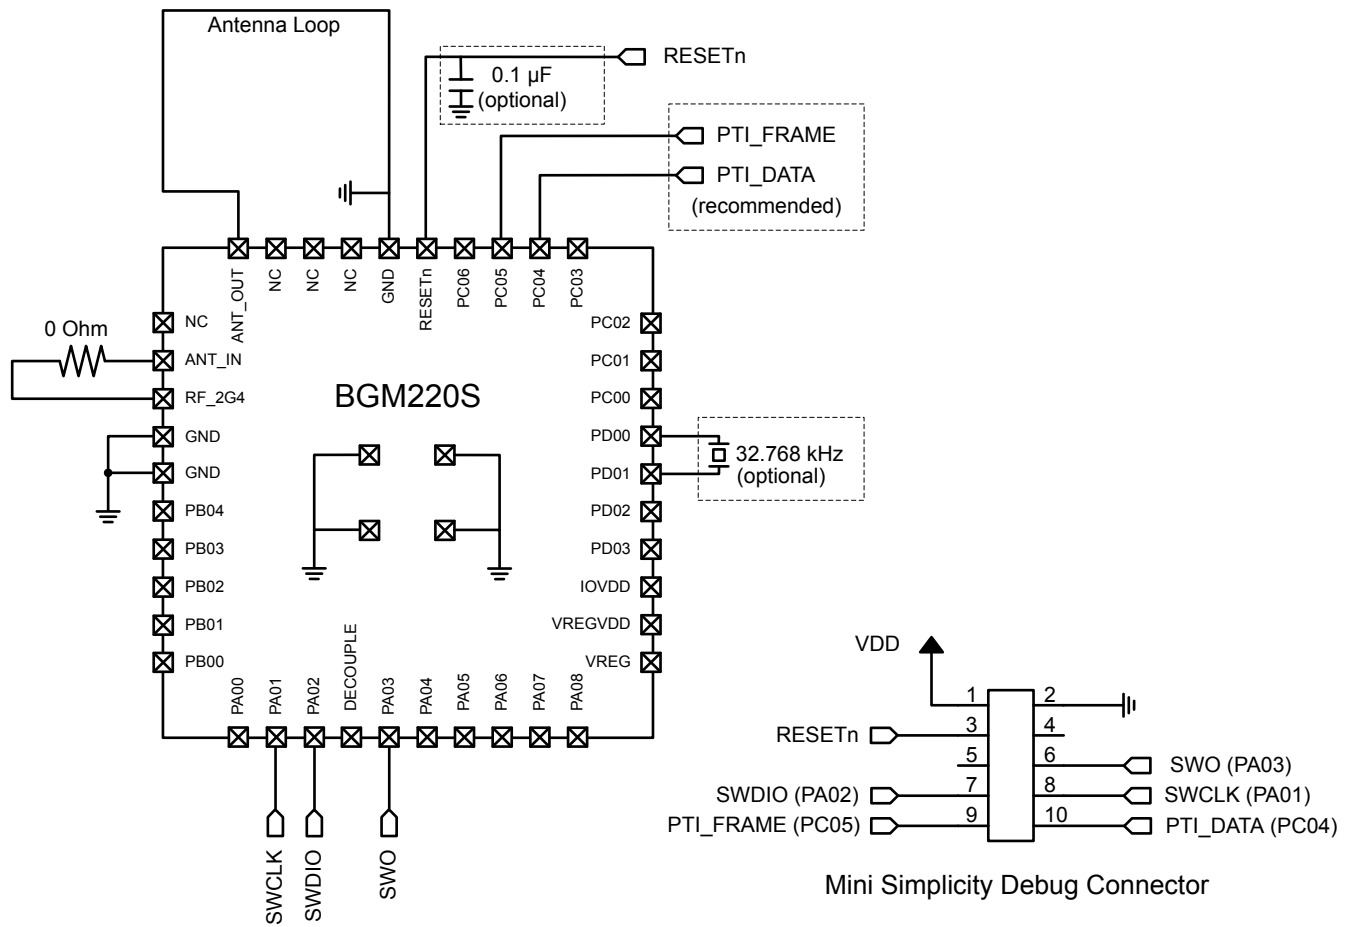 Antenna Loop
RESETn
0.1 µF
(optional)
PTI_FRAME
PTI_DATA
(recommended)
ANT_OUT
NC
NC
NC
GND
RESETn
PC06
PC05
PC04
PC03
0 Ohm
NC
ANT_IN
RF_2G4
GND
GND
PB04
PB03
PB02
PB01
PB00
BGM220S
PC02
PC01
PC00
PD00
PD01
PD02
PD03
IOVDD
VREGVDD
VREG
32.768 kHz
(optional)
PA00
PA01
PA02
DECOUPLE
PA03
PA04
PA05
PA06
PA07
PA08
SWCLK
SWDIO
SWO
VDD
1 2
RESETn 3 4
5 6 SWO (PA03)
SWDIO (PA02) 7 8 SWCLK (PA01)
PTI_FRAME (PC05) 9 10 PTI_DATA (PC04)
Mini Simplicity Debug Connector